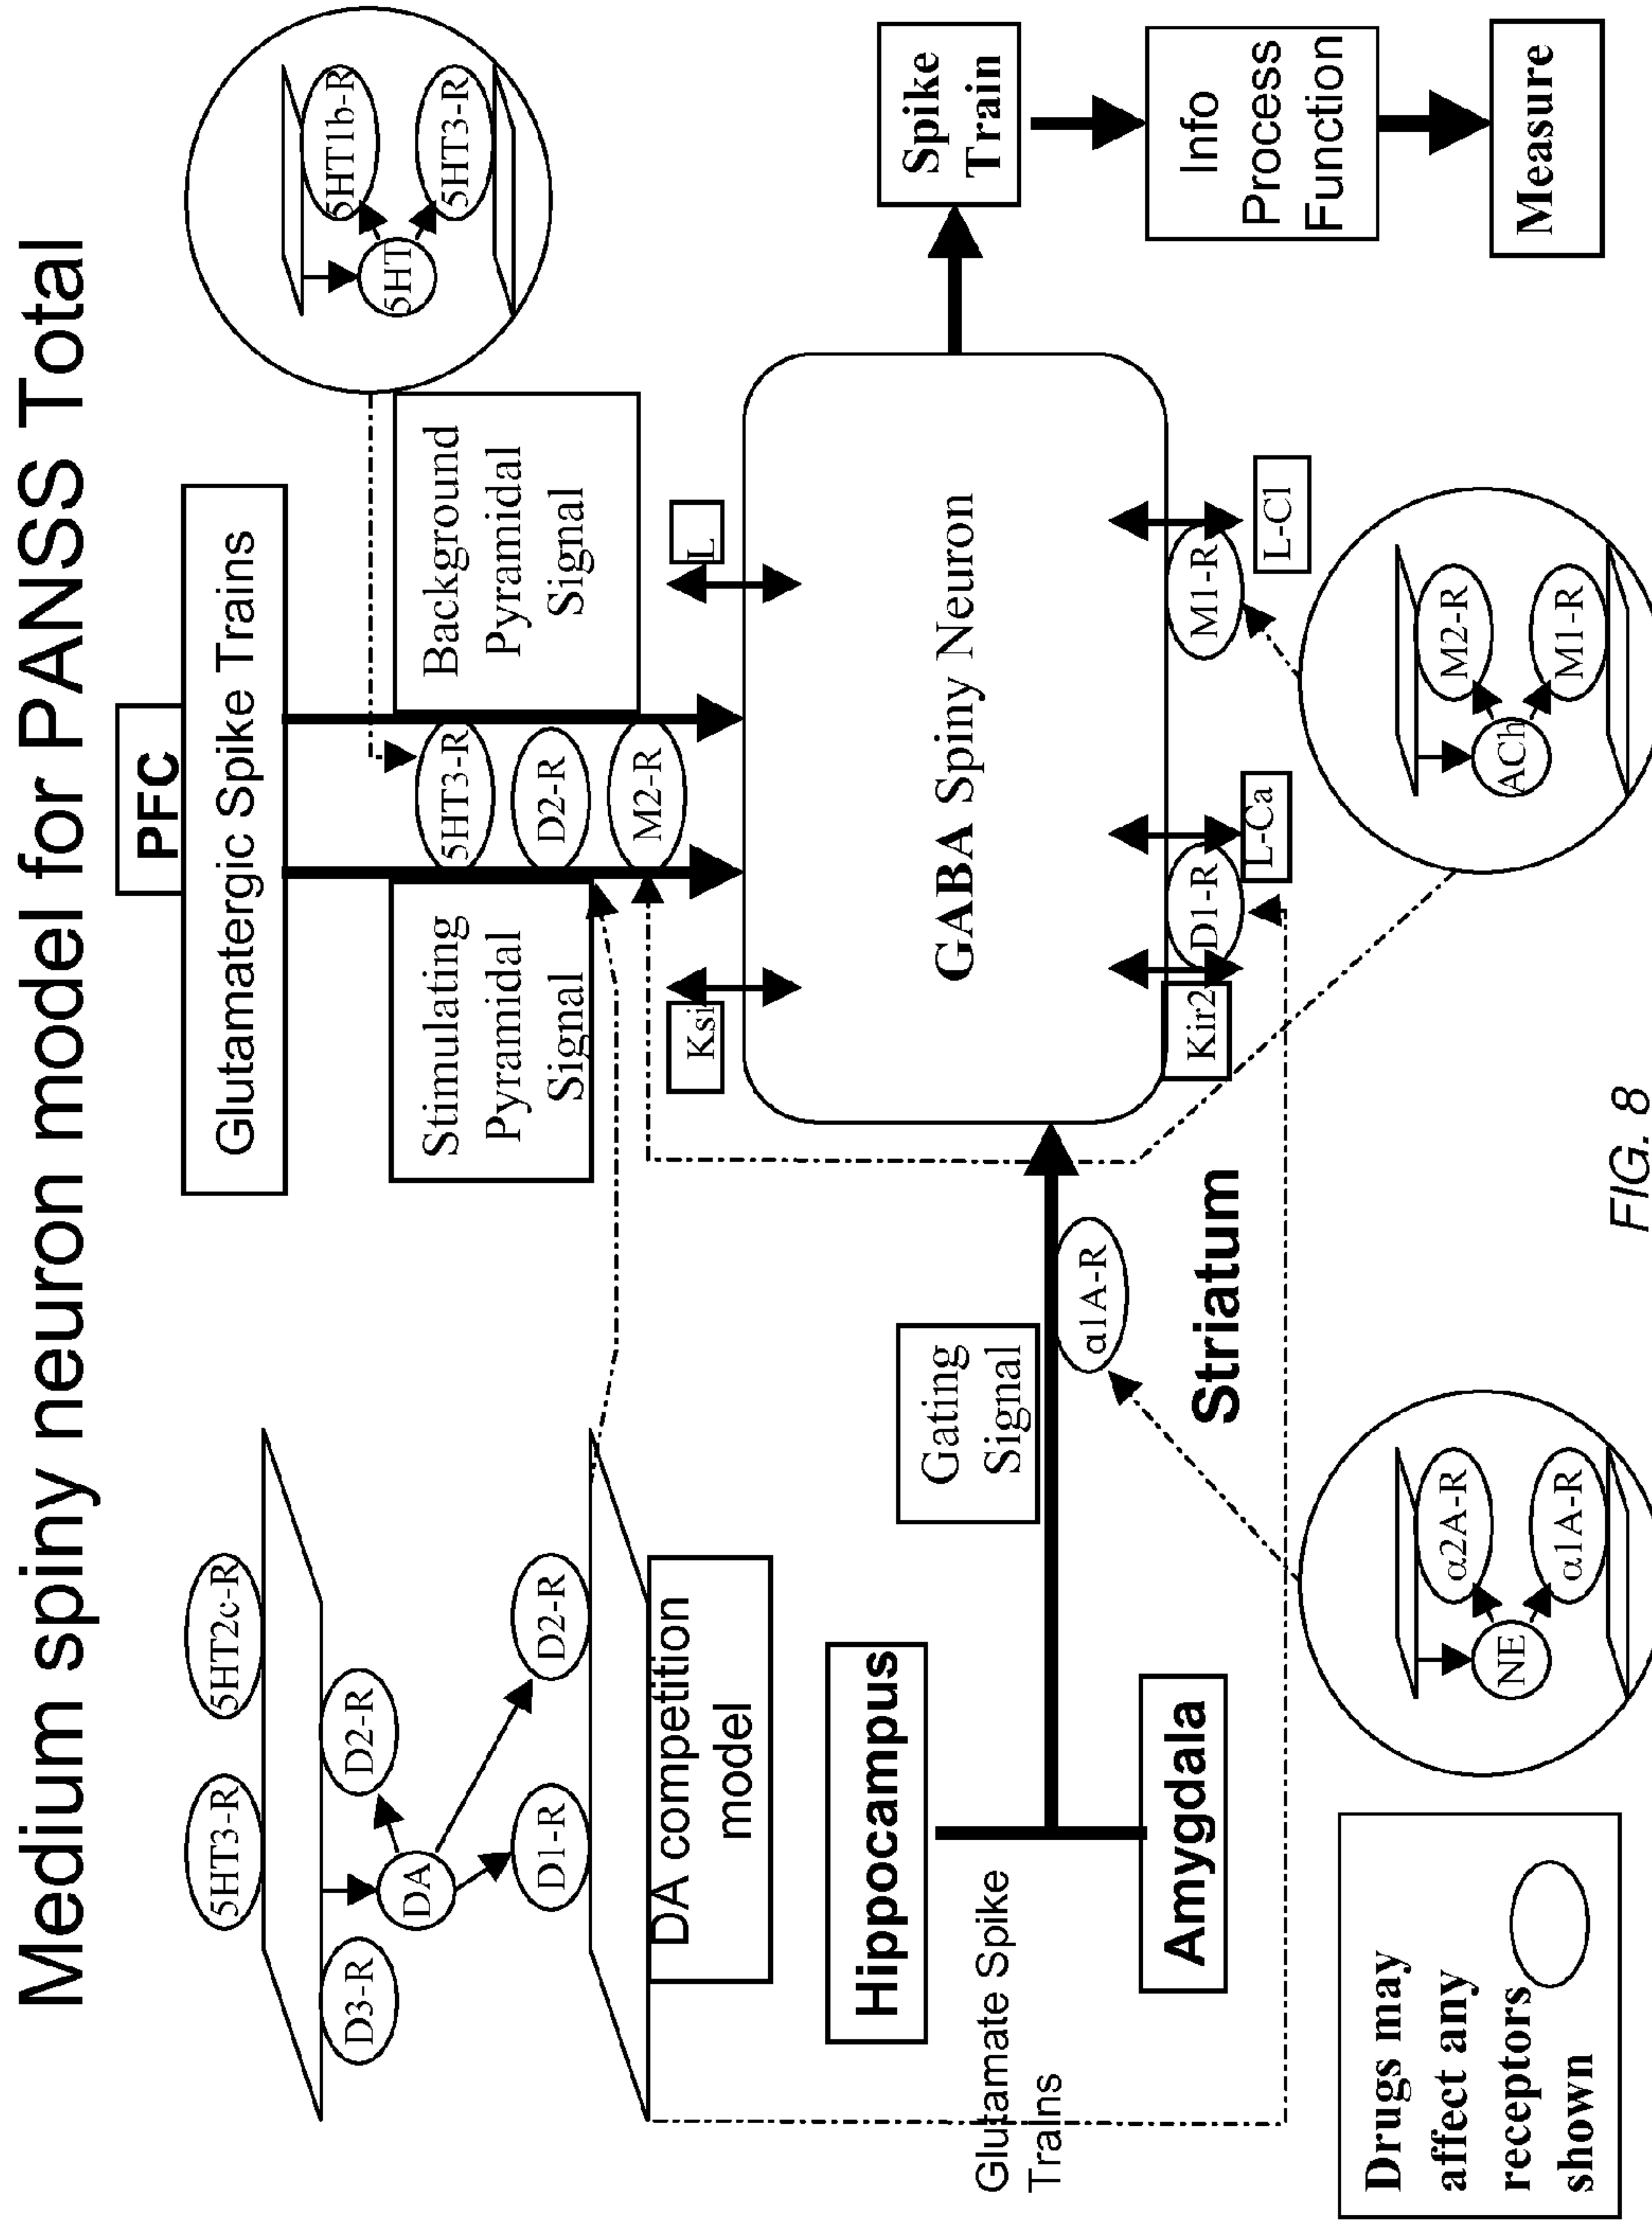 Medium spiny neuron model for PANSS Total
PFC
Glutamatergic Spike Trains
5HT3-R
5HT2c-R
D3-R
D2-R
DA
D1-R
D2-R
DA competition
model
Stimulating
Pyramidal
Signal
5HT3-R
D2-R
M2-R
Background
Pyramidal
Signal
5HT
5HT1b-R
5HT3-R
Ksi
L
Hippocampus
Glutamate Spike
Trains
Amygdala
Gating
Signal
α1A-R
Striatum
GABA Spiny Neuron
Kir2
D1-R
L-Ca
M1-R
L-Cl
Spike
Train
Info
Process
Function
Measure
Drugs may
affect any
receptors
shown
NE
α2A-R
α1A-R
ACh
M2-R
M1-R
FIG. 8